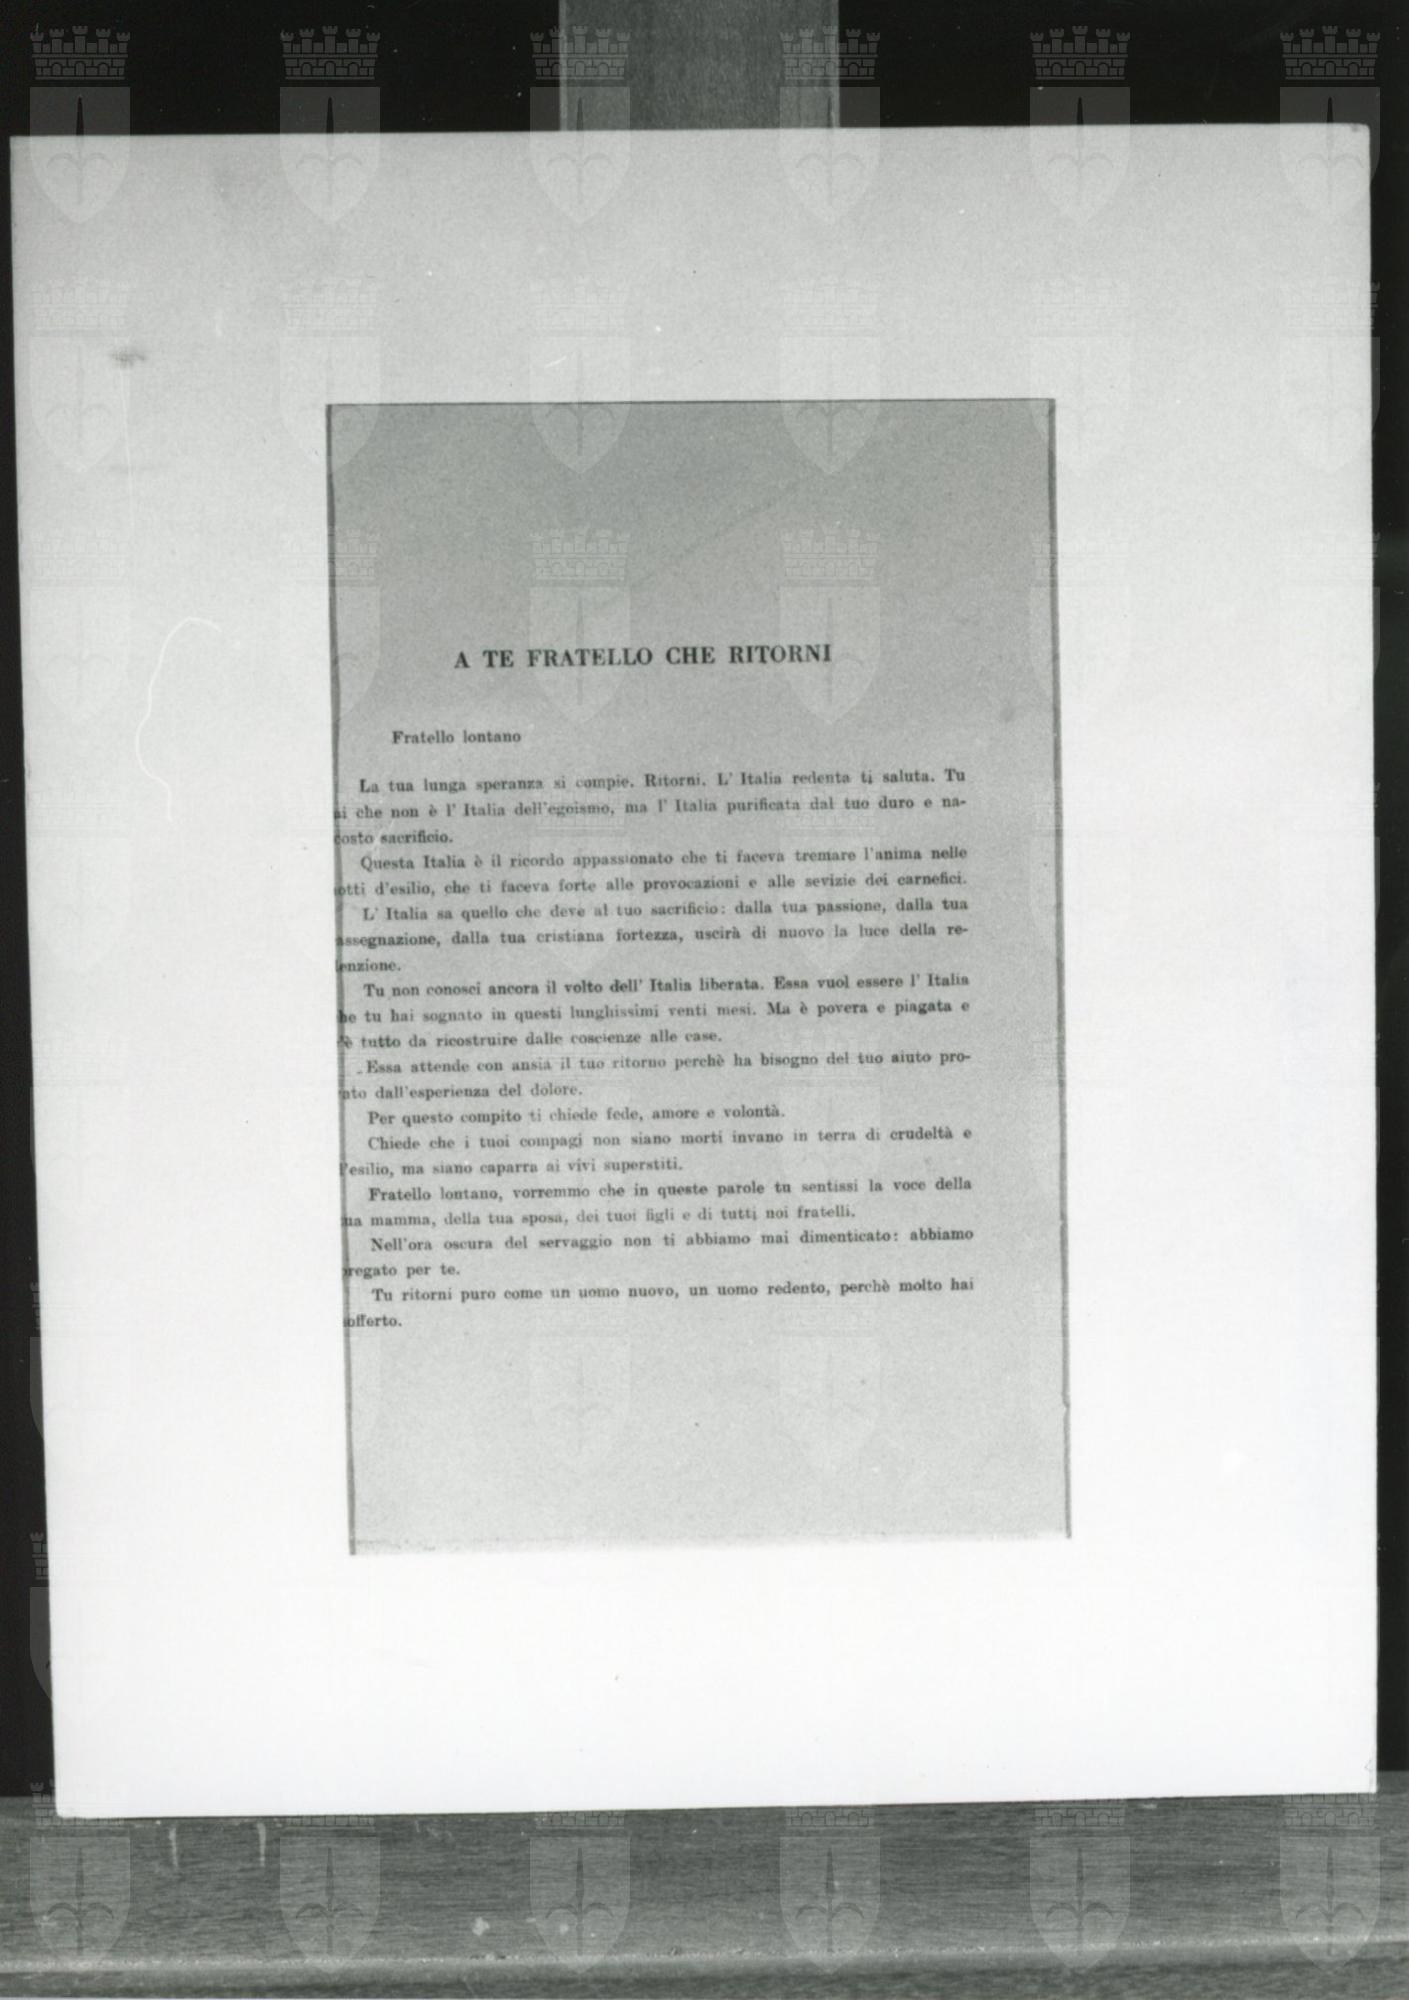 A TE FRATELLO CHE RITORNI
Fratello lontano
La tua lunga speranza si compie. Ritorni. L' Italia redenta ti saluta. Tu
ai che non è l' Italia dell'egoismo, ma l' Italia purificata dal tuo duro e na-
costo sacrificio.
Questa Italia è il ricordo appassionato che ti faceva tremare l'anima nelle
otti d'esilio, che ti faceva forte alle provocazioni e alle sevizie dei carnefici.
L' Italia sa quello che deve al tuo sacrificio: dalla tua passione, dalla tua
assegnazione, dalla tua cristiana fortezza, uscirà di nuovo la luce della re-
enzione.
Tu non conosci ancora il volto dell' Italia liberata. Essa vuol essere l' Italia
he tu hai sognato in questi lunghissimi venti mesi. Ma è povera e piagata e
è tutto da ricostruire dalle coscienze alle case.
Essa attende con ansia il tuo ritorno perchè ha bisogno del tuo aiuto pro-
ato dall'esperienza del dolore.
Per questo compito ti chiede fede, amore e volontà.
Chiede che i tuoi compagi non siano morti invano in terra di crudeltà e
l'esilio, ma siano caparra ai vivi superstiti.
Fratello lontano, vorremmo che in queste parole tu sentissi la voce della
ua mamma, della tua sposa, dei tuoi figli e di tutti noi fratelli.
Nell'ora oscura del servaggio non ti abbiamo mai dimenticato: abbiamo
regato per te.
Tu ritorni puro come un uomo nuovo, un uomo redento, perchè molto hai
offerto.